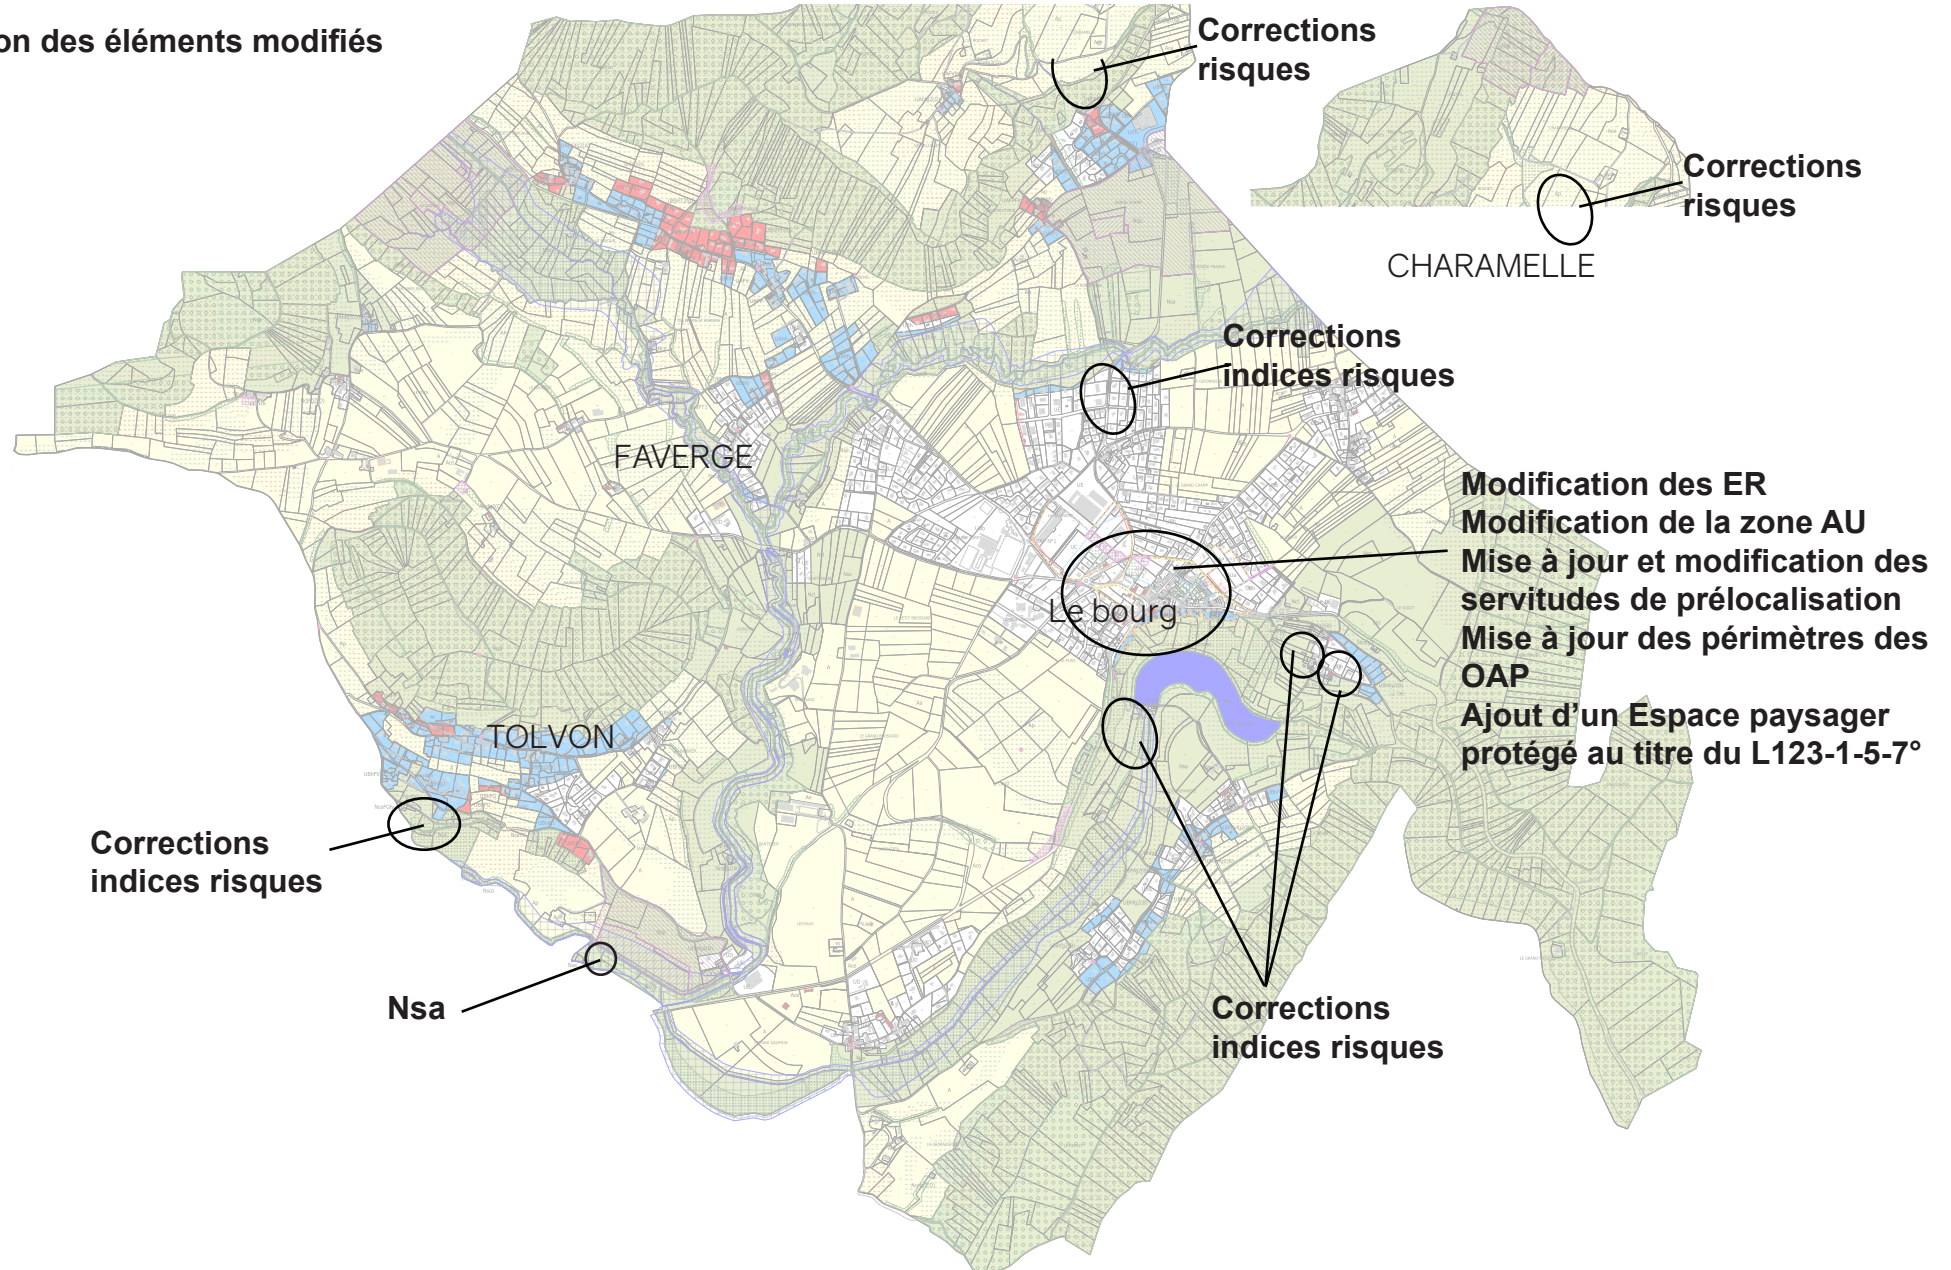 on des éléments modifiés
Corrections
risques
Corrections
risques
CHARAMELLE
Corrections
indices risques
FAVERGE
Modification des ER
Modification de la zone AU
Mise à jour et modification des
servitudes de prélocalisation
Mise à jour des périmètres des
OAP
Ajout d’un Espace paysager
protégé au titre du L123-1-5-7°
Le bourg
TOLVON
Corrections
indices risques
Nsa
Corrections
indices risques